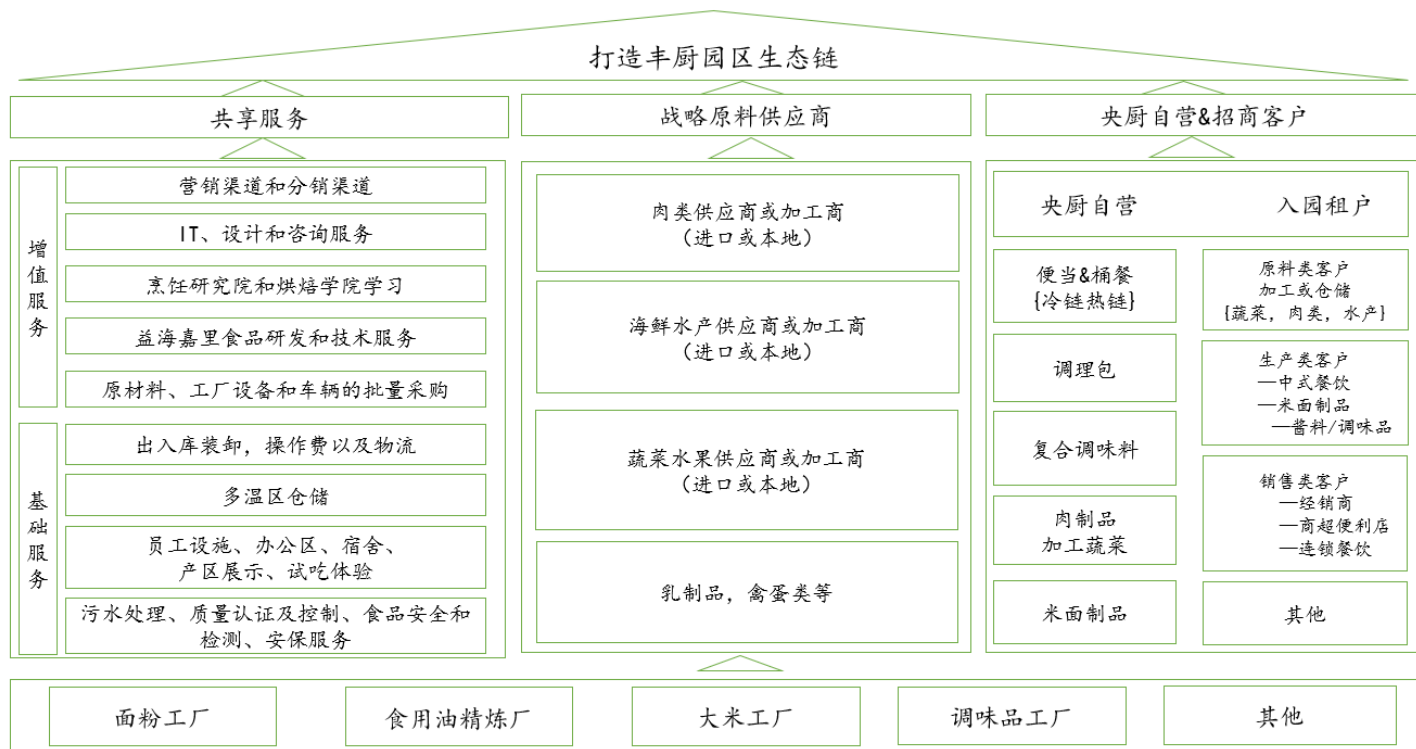 打造丰厨园区生态链
共享服务
战略原料供应商
央厨自营&招商客户
增值服务
营销渠道和分销渠道
IT、设计和咨询服务
烹饪研究院和烘焙学院学习
益海嘉里食品研发和技术服务
原材料、工厂设备和车辆的批量采购
基础服务
出入库装卸，操作费以及物流
多温区仓储
员工设施、办公区、宿舍、
产区展示、试吃体验
污水处理、质量认证及控制、食品安全和
检测、安保服务
肉类供应商或加工商
（进口或本地）
海鲜水产供应商或加工商
（进口或本地）
蔬菜水果供应商或加工商
（进口或本地）
乳制品，禽蛋类等
央厨自营
入园租户
便当&桶餐
{冷链热链}
调理包
复合调味料
肉制品
加工蔬菜
米面制品
原料类客户
加工或仓储
{蔬菜，肉类，水产}
生产类客户
—中式餐饮
—米面制品
—酱料/调味品
销售类客户
—经销商
—商超便利店
—连锁餐饮
其他
面粉工厂
食用油精炼厂
大米工厂
调味品工厂
其他